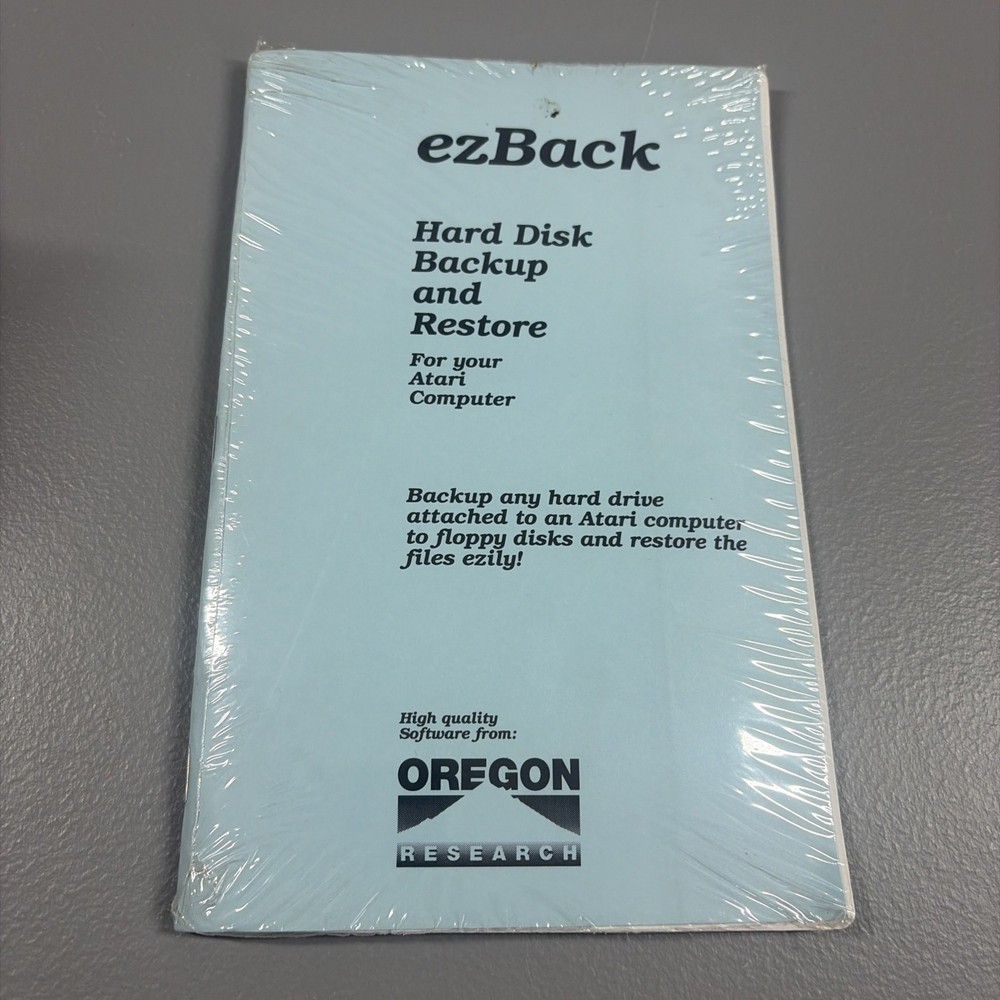 ezBack
Hard Disk
Backup
and
Restore
For your
Atari
Computer
Backup any hard drive
attached to an Atari computer
to floppy disks and restore the
files ezily!
High quality
Software from:
OREGON
RESEARCH